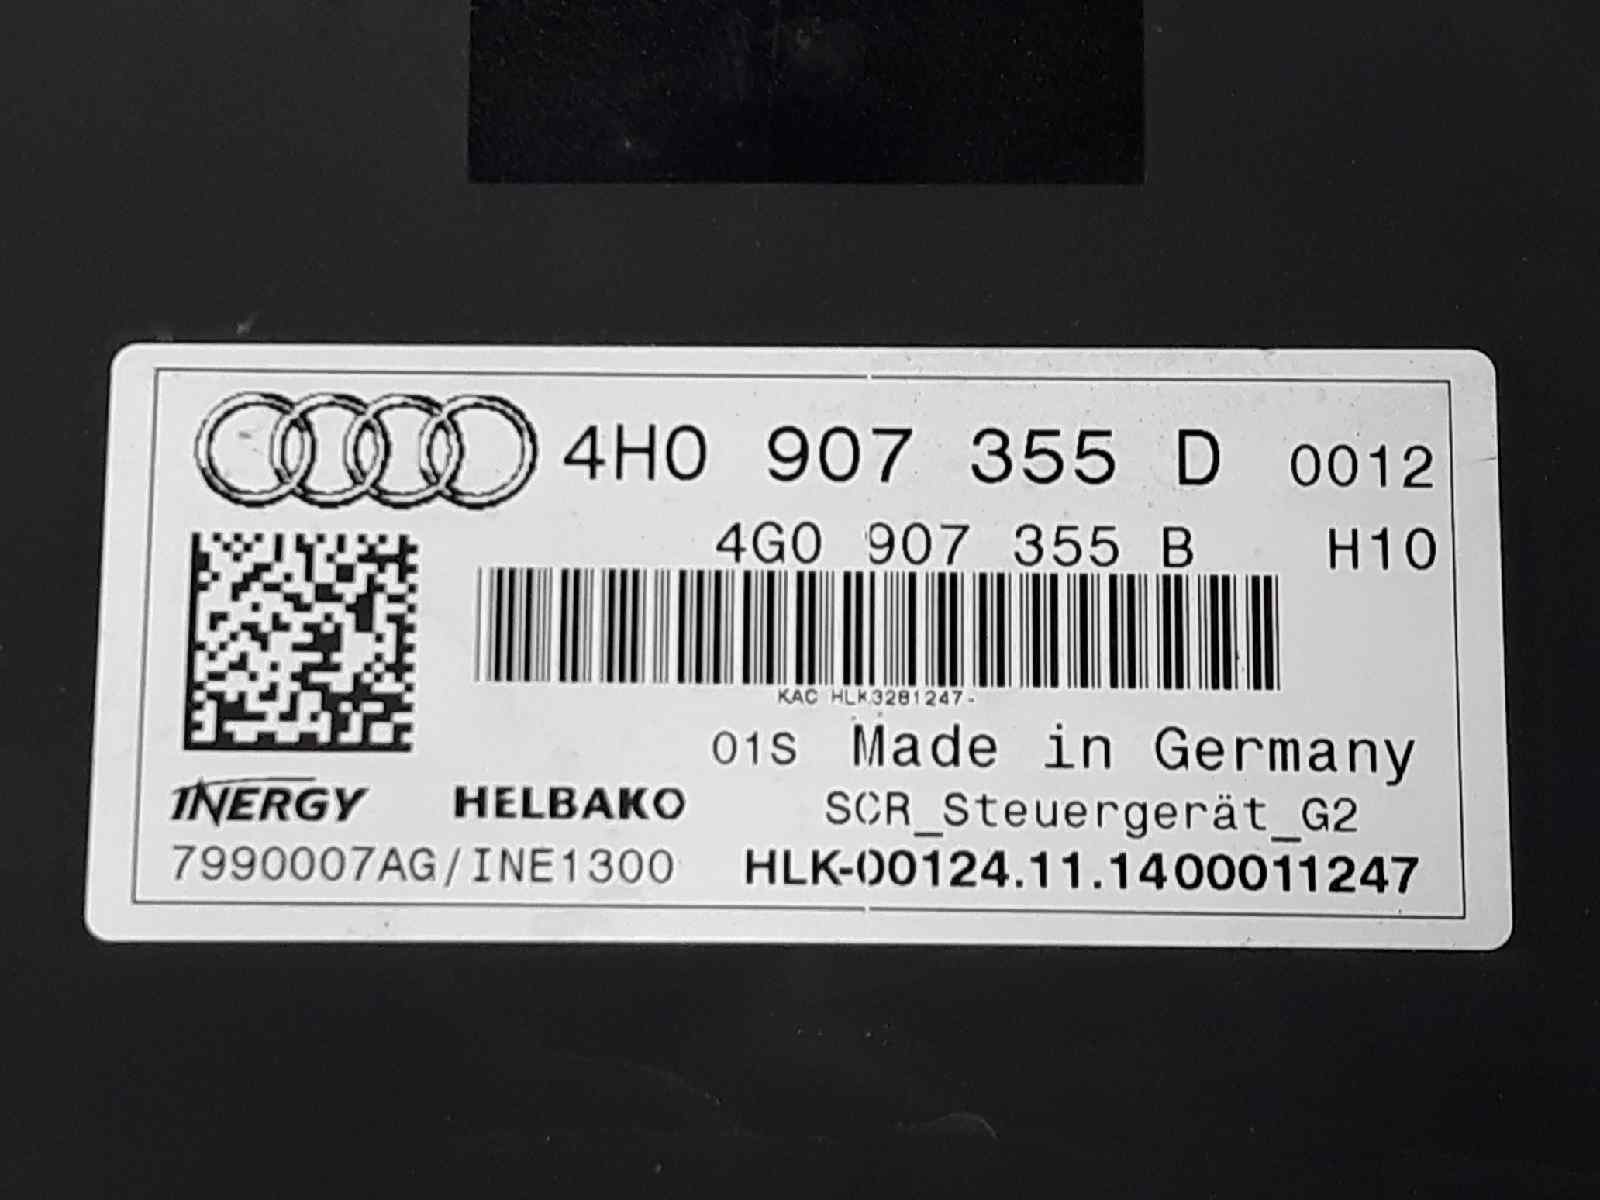 4H0 907 355 D 0012
4G0 907 355 B H10
KAC HLK3281247-
01S Made in Germany
INERGY HELBAKO SCR_Steuergerät_G2
7990007AG/INE1300 HLK-00124.11.1400011247